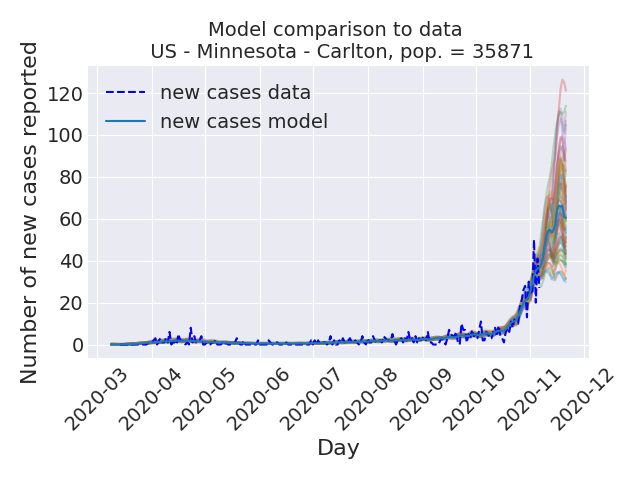 Model comparison to data
US - Minnesota - Carlton, pop. = 35871
Number of new cases reported
120
100
80
60
40
20
0
new cases data
new cases model
2020-03
2020-04
2020-05
2020-06
2020-07
2020-08
2020-09
2020-10
2020-11
2020-12
Day